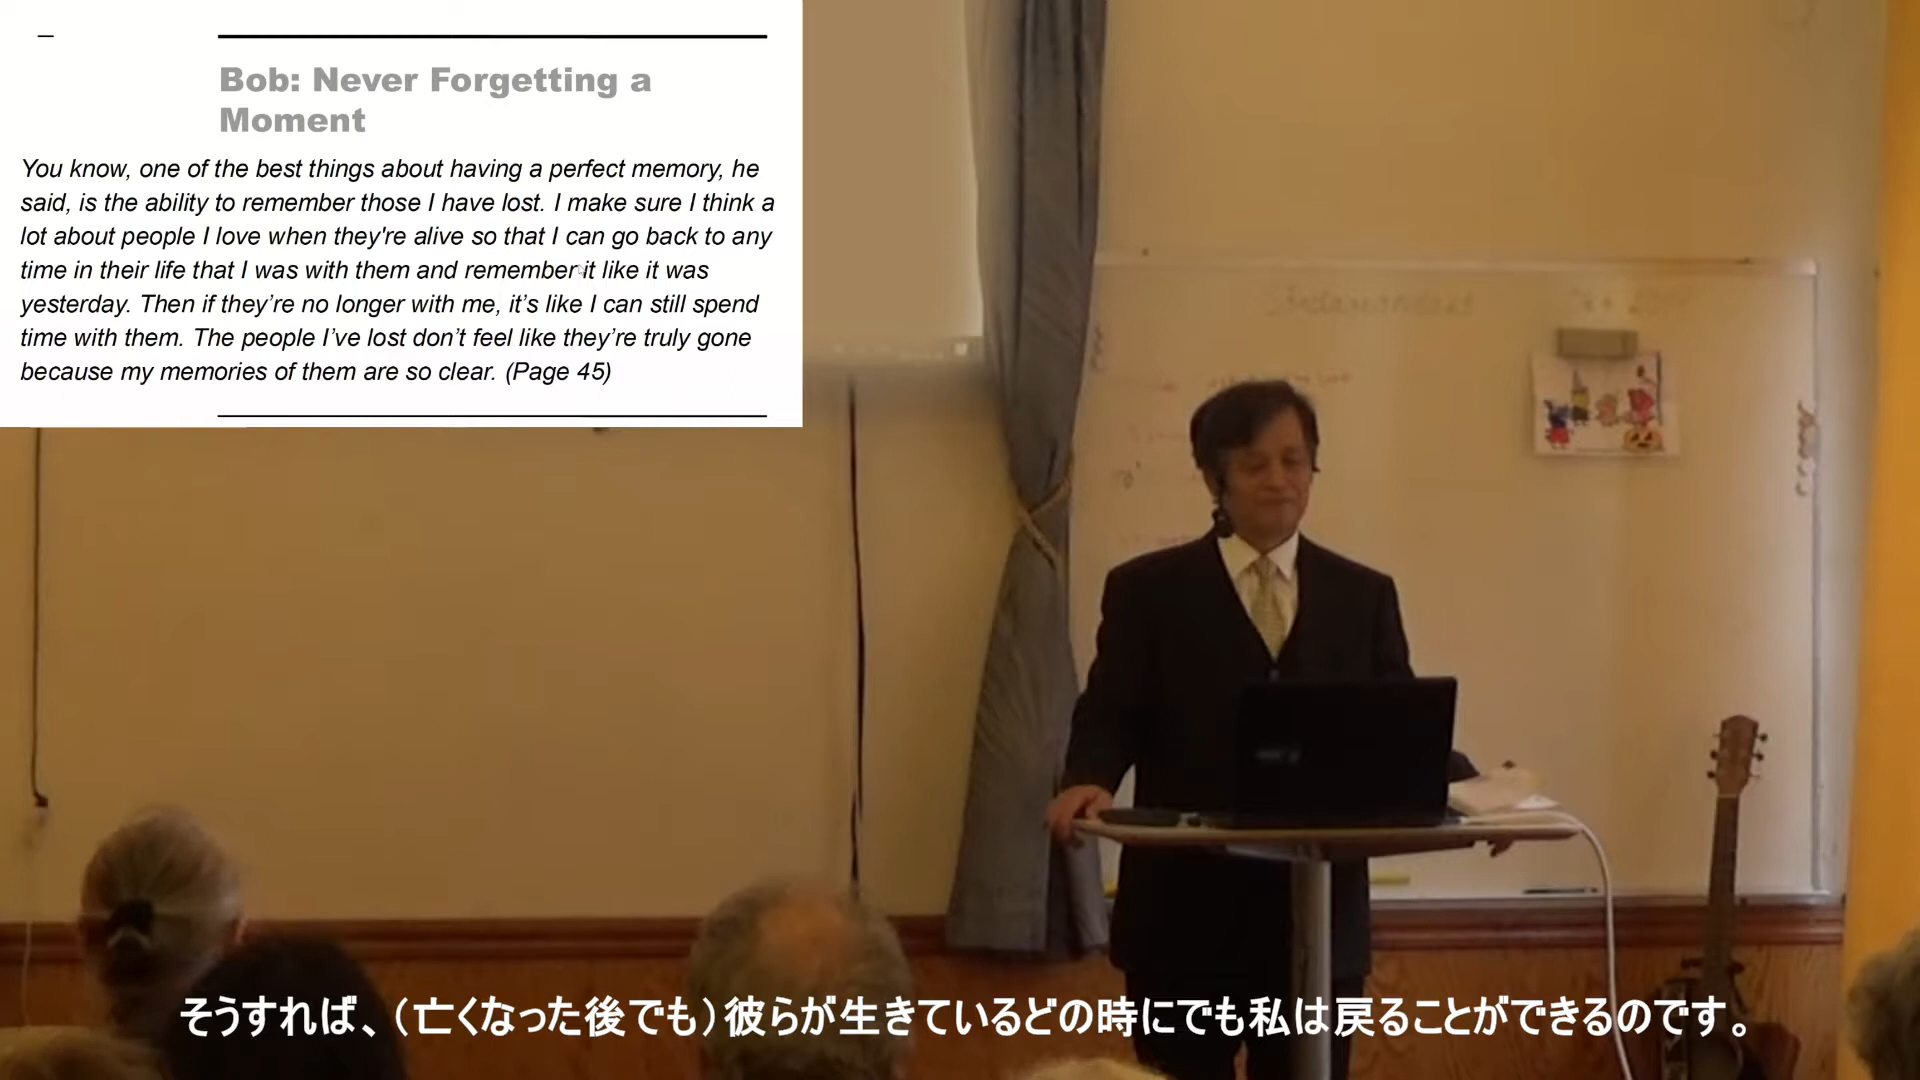 Bob: Never Forgetting a
Moment
You know, one of the best things about having a perfect memory, he
said, is the ability to remember those I have lost. I make sure I think a
lot about people I love when they're alive so that I can go back to any
time in their life that I was with them and remember it like it was
yesterday. Then if they’re no longer with me, it’s like I can still spend
time with them. The people I’ve lost don’t feel like they’re truly gone
because my memories of them are so clear. (Page 45)
そうすれば、（亡くなった後でも）彼らが生きているどの時にでも私は戻ることができるのです。